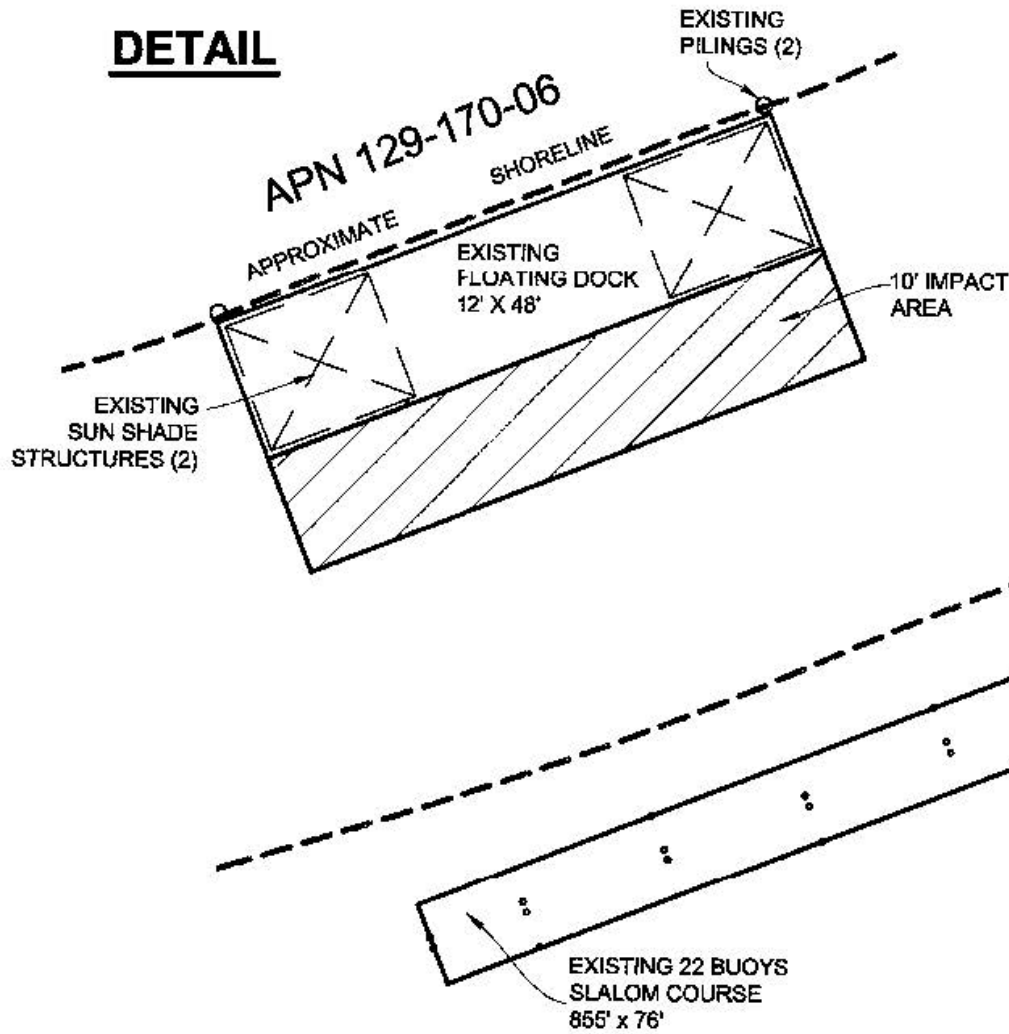 DETAIL
EXISTING
PILINGS (2)
APN 129-170-06
SHORELINE
APPROXIMATE
EXISTING
FLOATING DOCK
12' X 48'
10' IMPACT
AREA
EXISTING
SUN SHADE
STRUCTURES (2)
EXISTING 22 BUOYS
SLALOM COURSE
855' x 76'